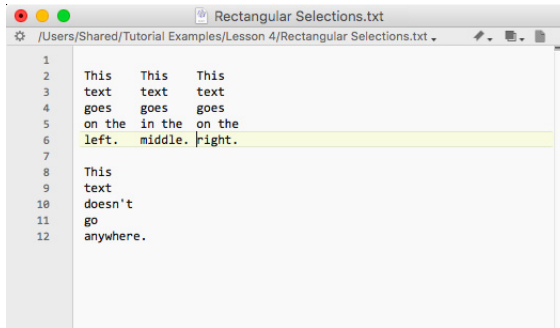 Rectangular Selections.txt
/Users/Shared/Tutorial Examples/Lesson 4/Rectangular Selections.txt
1
2 This This This
3 text text text
4 goes goes goes
5 on the in the on the
6 left. middle. right.
7
8 This
9 text
10 doesn't
11 go
12 anywhere.